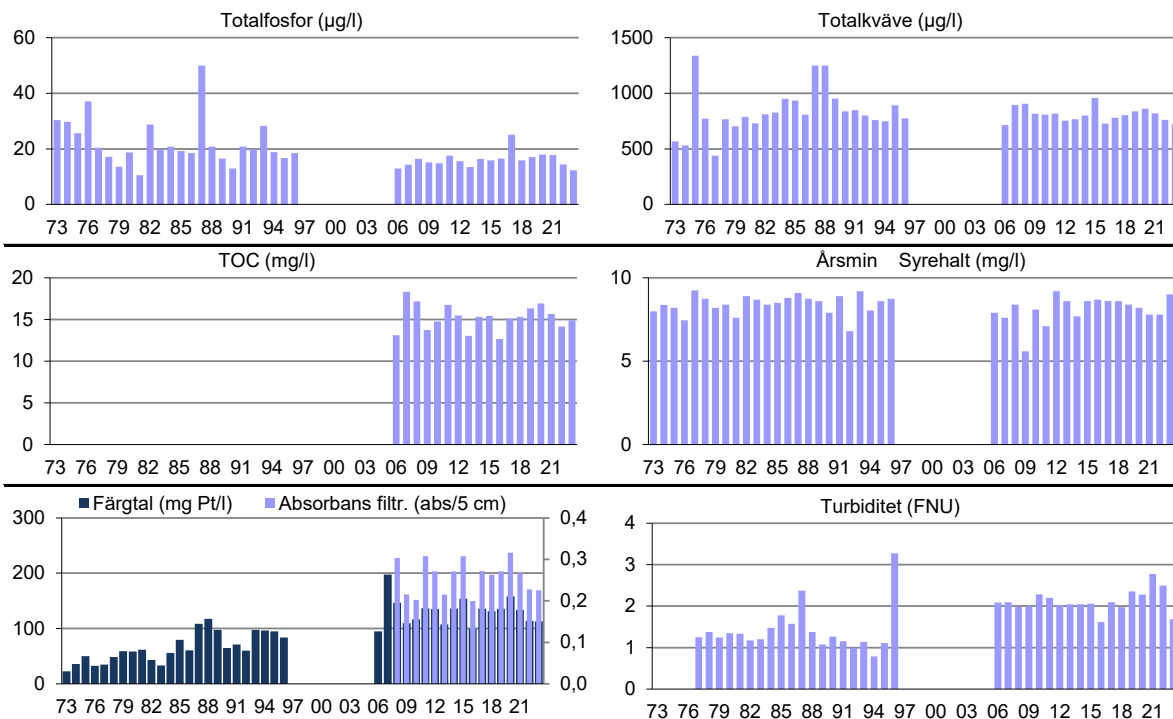 Totalfosfor (µg/l)
60
40
20
0
73 76 79 82 85 88 91 94 97 00 03 06 09 12 15 18 21
Totalkväve (µg/l)
1500
1000
500
0
73 76 79 82 85 88 91 94 97 00 03 06 09 12 15 18 21
TOC (mg/l)
20
15
10
5
0
73 76 79 82 85 88 91 94 97 00 03 06 09 12 15 18 21
Årsmin Syrehalt (mg/l)
10
5
0
73 76 79 82 85 88 91 94 97 00 03 06 09 12 15 18 21
Färgtal (mg Pt/l) Absorbans filtr. (abs/5 cm)
300
200
100
0
0,4
0,3
0,2
0,1
0,0
73 76 79 82 85 88 91 94 97 00 03 06 09 12 15 18 21
Turbiditet (FNU)
4
3
2
1
0
73 76 79 82 85 88 91 94 97 00 03 06 09 12 15 18 21